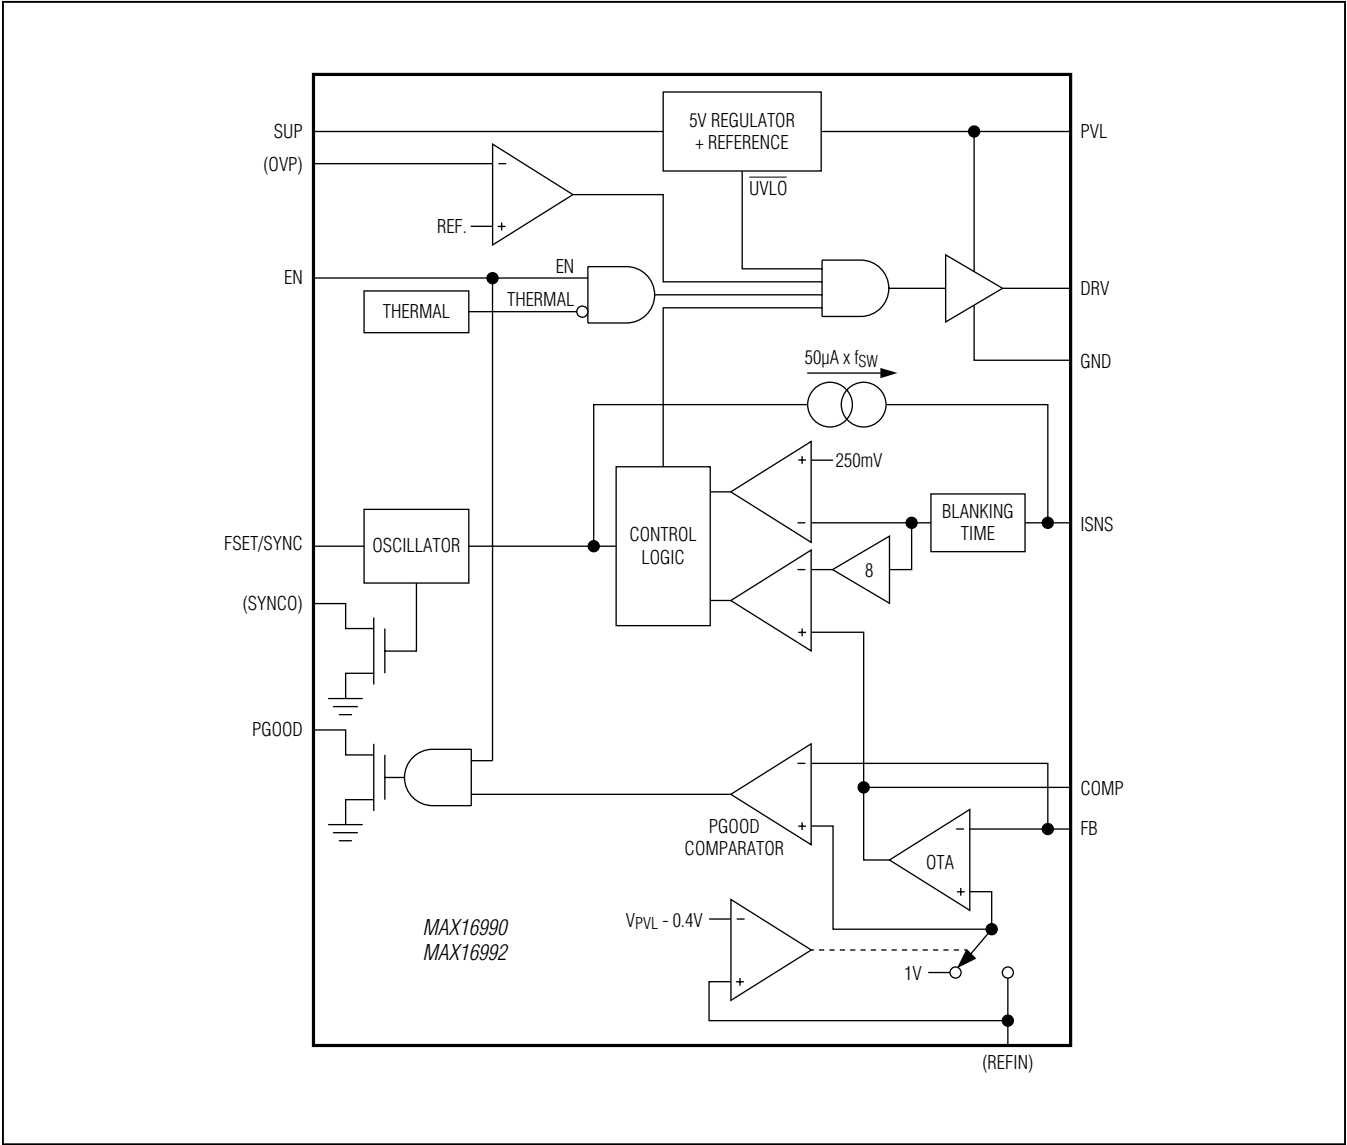 SUP
5V REGULATOR
+ REFERENCE
PVL
(OVP)
−
UVLO
REF.
+
EN
EN
THERMAL
THERMAL
DRV
50µA x fSW
GND
+
250mV
−
BLANKING
TIME
ISNS
FSET/SYNC
OSCILLATOR
CONTROL
LOGIC
−
8
(SYNCO)
+
PGOOD
−
COMP
+
PGOOD
COMPARATOR
−
FB
OTA
+
MAX16990
MAX16992
VPVL - 0.4V
−
1V
+
(REFIN)